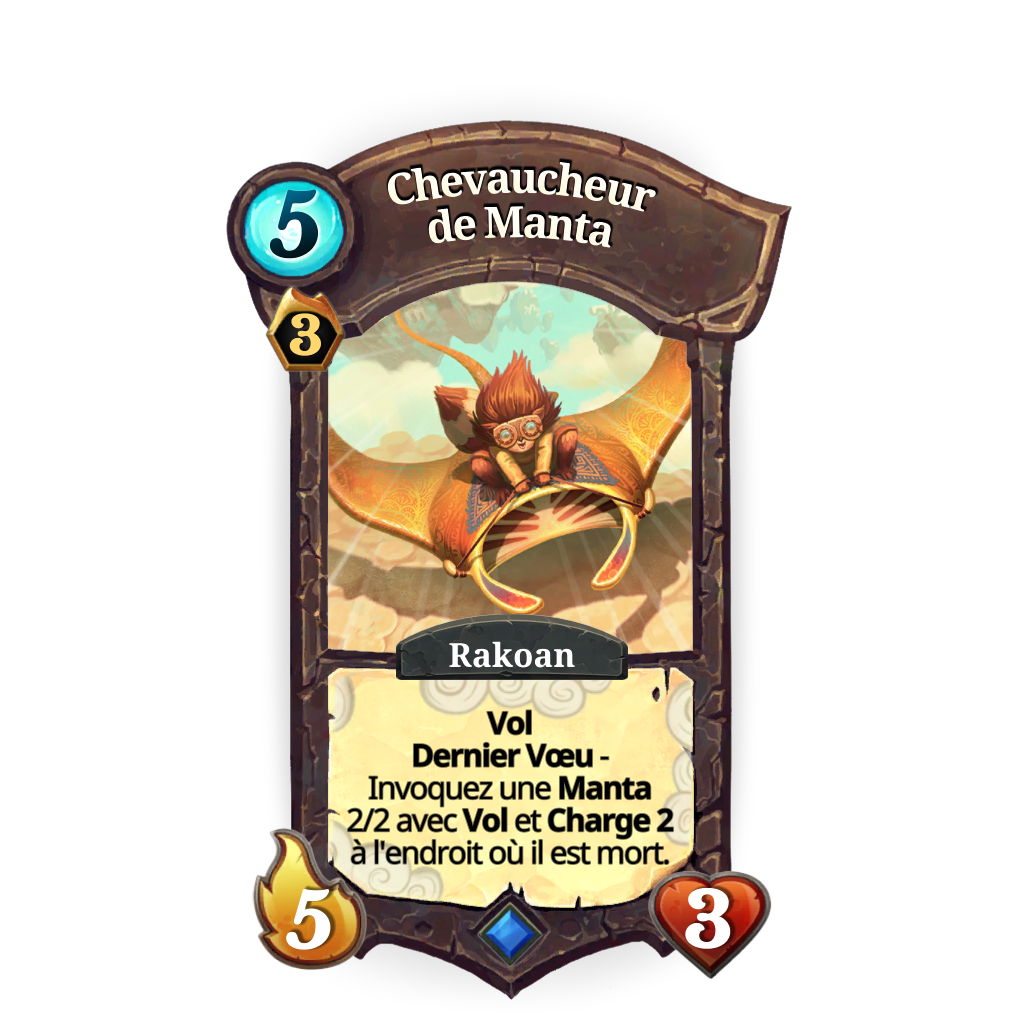 Chevaucheur
de Manta
5
3
Rakoan
Vol
Dernier Vœu -
Invoquez une Manta
2/2 avec Vol et Charge 2
à l'endroit où il est mort.
5
3